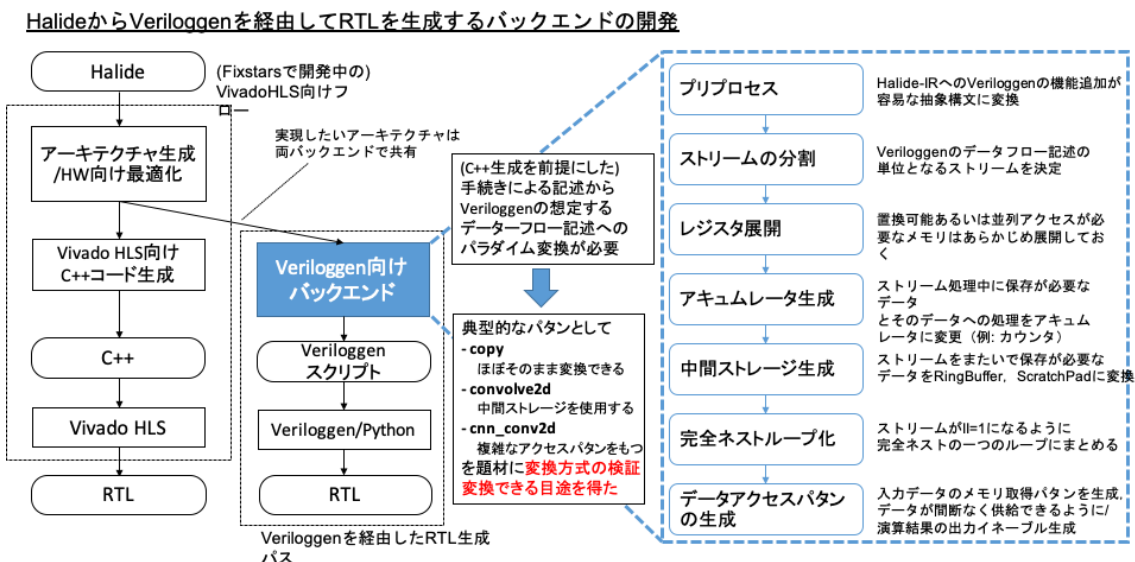 HalideからVeriloggenを経由してRTLを生成するバックエンドの開発
Halide
(Fixstarsで開発中の)
VivadoHLS向けフ
ロー
アーキテクチャ生成
/HW向け最適化
実現したいアーキテクチャは
両バックエンドで共有
Vivado HLS向け
C++コード生成
C++
Vivado HLS
RTL
Veriloggen向け
バックエンド
Veriloggen
スクリプト
Veriloggen/Python
RTL
Veriloggenを経由したRTL生成
パス
(C++生成を前提にした)
手続きによる記述から
Veriloggenの想定する
データーフロー記述への
パラダイム変換が必要
典型的なパタンとして
- copy
ほぼそのまま変換できる
- convolve2d
中間ストレージを使用する
- cnn_conv2d
複雑なアクセスパタンをもつ
を題材に変換方式の検証
変換できる目途を得た
プリプロセス
Halide-IRへのVeriloggenの機能追加が
容易な抽象構文に変換
ストリームの分割
Veriloggenのデータフロー記述の
単位となるストリームを決定
レジスタ展開
置換可能あるいは並列アクセスが必
要なメモリはあらかじめ展開してお
く
アキュムレータ生成
ストリーム処理中に保存が必要な
データ
とそのデータへの処理をアキュム
レータに変更（例: カウンタ）
中間ストレージ生成
ストリームをまたいで保存が必要な
データをRingBuffer，ScratchPadに変換
完全ネストループ化
ストリームがII=1になるように
完全ネストの一つのループにまとめる
データアクセスパタン
の生成
入力データのメモリ取得パタンを生成,
データが間断なく供給できるように/
演算結果の出力イネーブル生成